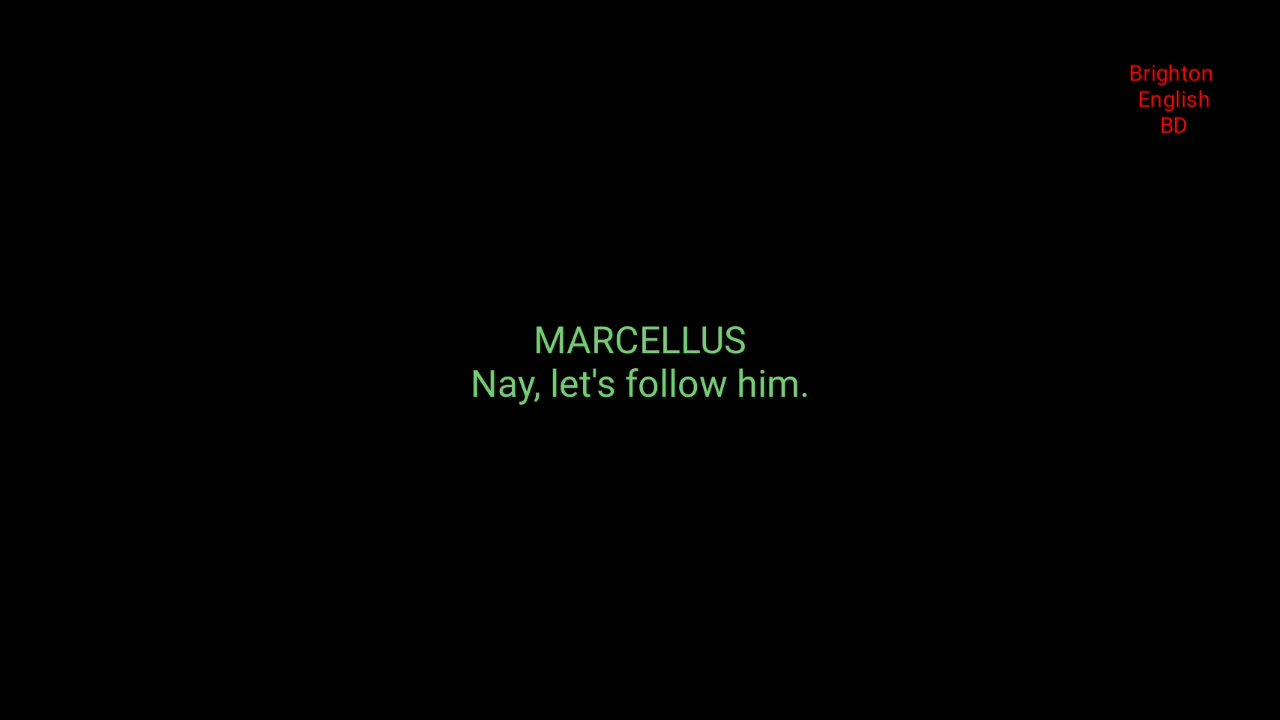 Brighton
English
BD
MARCELLUS
Nay, let's follow him.